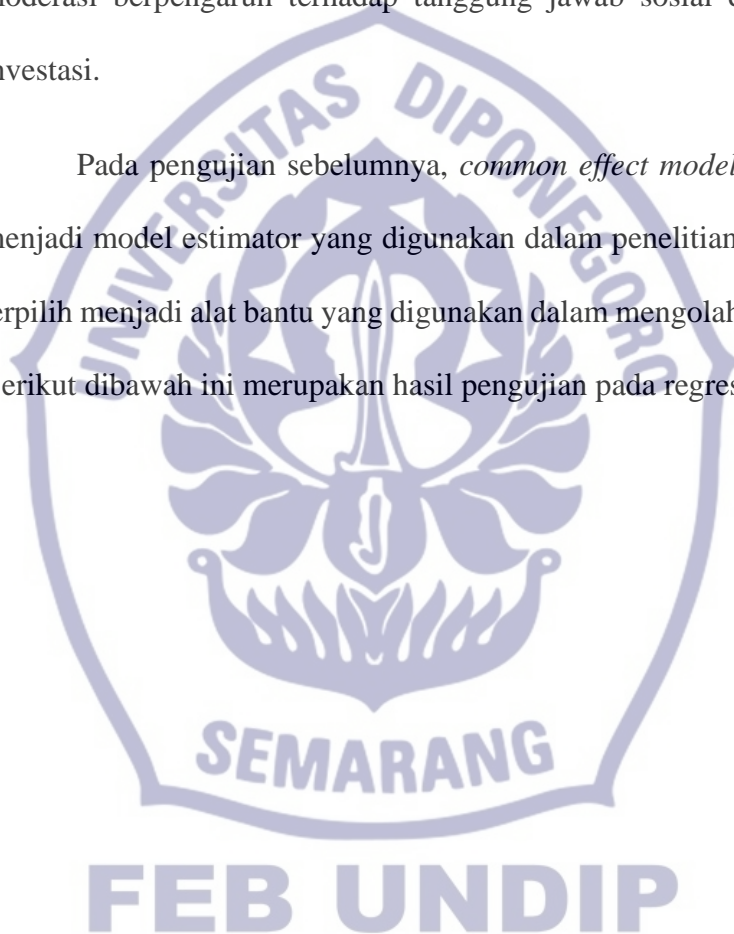 moderasi berpengaruh terhadap tanggung jawab sosial
nvestasi.
Pada pengujian sebelumnya, common effect model
menjadi model estimator yang digunakan dalam penelitian
erpilih menjadi alat bantu yang digunakan dalam mengolah
erikut dibawah ini merupakan hasil pengujian pada regres
UNIVERSITAS DIPONEGORO
SEMARANG
FEB UNDIP